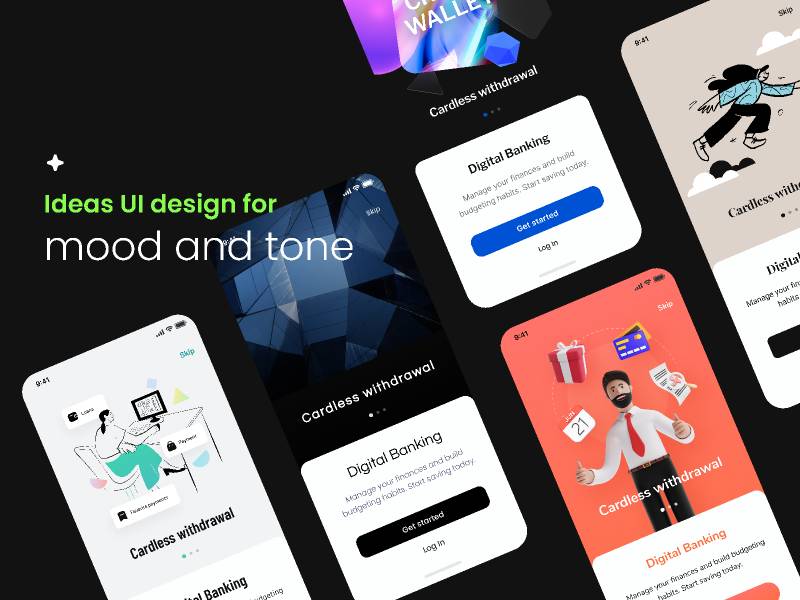 Ideas UI design for
mood and tone
WALLET
Cardless withdrawal
Digital Banking
Manage your finances and build
budgeting habits. Start saving today.
Get started
Log in
9:41
Skip
Loans
Payment
Favorite payments
Cardless withdrawal
Digital Banking
budgeting
Skip
Cardless withdrawal
Digital Banking
Manage your finances and build
budgeting habits. Start saving today.
Get started
Log in
9:41
Skip
JUN
21
Cardless withdrawal
Digital Banking
Manage your finances and build budgeting
habits. Start saving today.
9:41
Skip
Cardless
Digital
Manage your